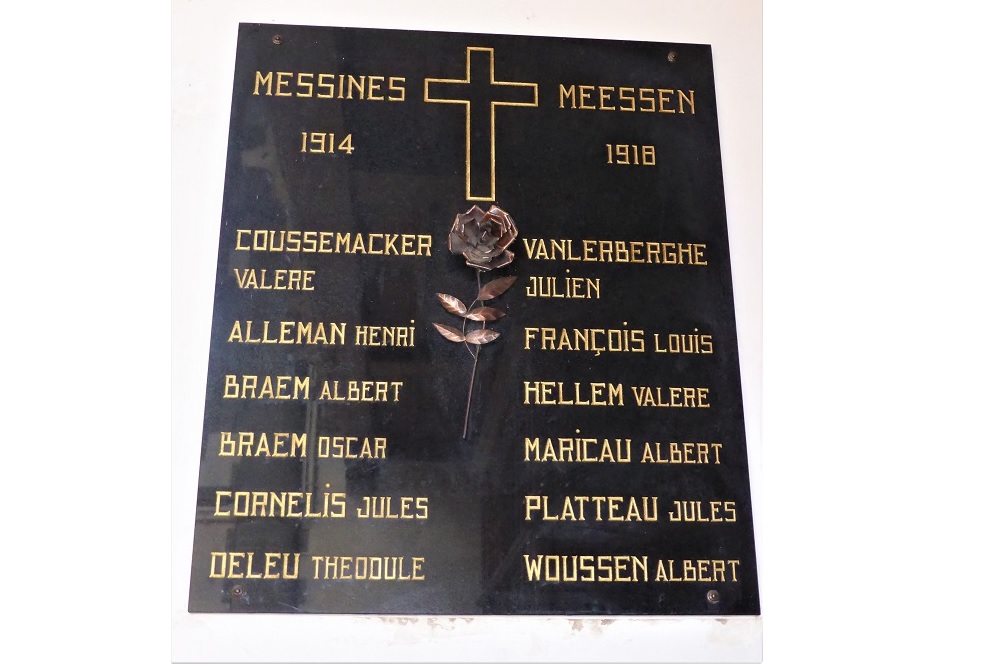 MESSINES MEESSEN
1914 1918
COUSSEMACKER
VALERE
ALLEMAN HENRi
BRAEM ALBERT
BRAEM OSCAR
CORNELiS JULES
DELEU THEODULE
VANLERBERGHE
JULiEN
FRANÇOiS LOUiS
HELLEM VALERE
MARiCAU ALBERT
PLATTEAU JULES
WOUSSEN ALBERT